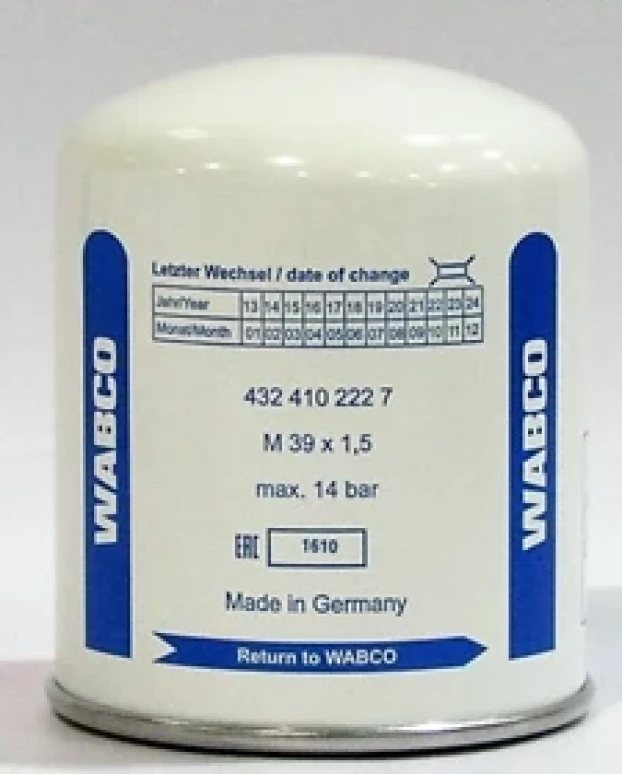 Letzter Wechsel / date of change
Jahr/Year 13 14 15 16 17 18 19 20 21 22 23 24
Monat/Month 01 02 03 04 05 06 07 08 09 10 11 12
WABCO
432 410 222 7
M 39 x 1,5
max. 14 bar
EAC 1610
Made in Germany
Return to WABCO
WABCO